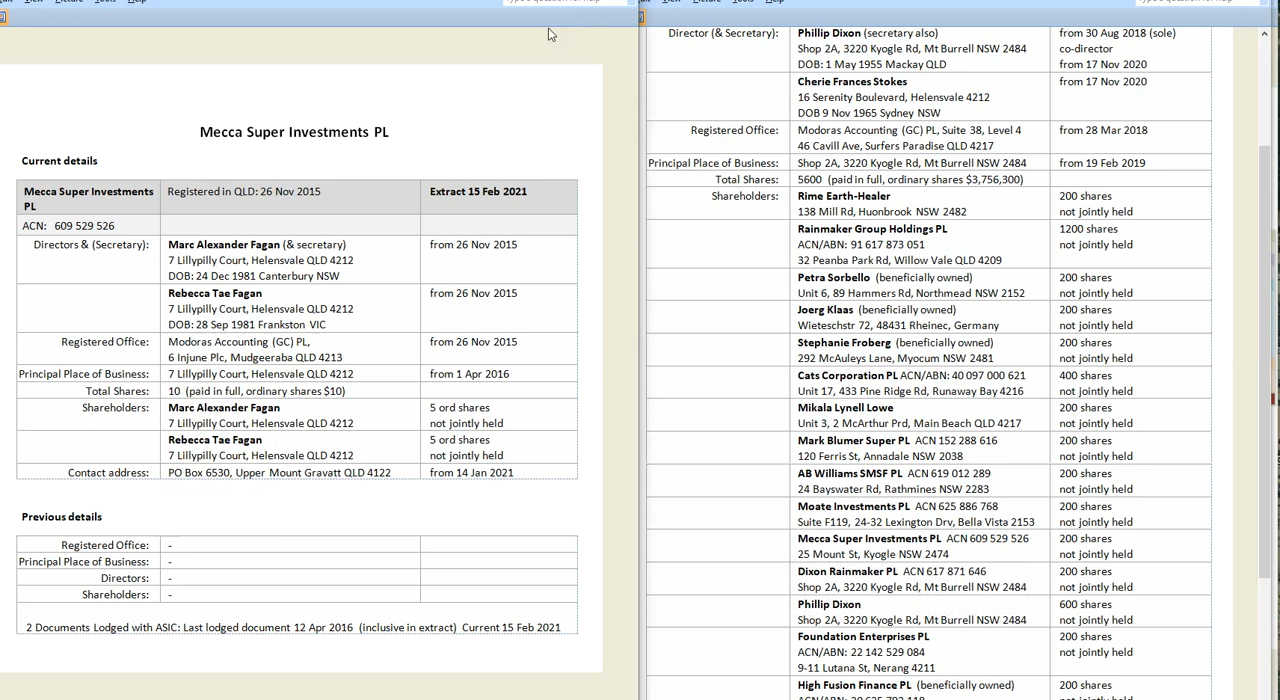 Mecca Super Investments PL
Current details
Mecca Super Investments PL Registered in QLD: 26 Nov 2015 Extract 15 Feb 2021
ACN: 609 529 526
Directors & (Secretary): Marc Alexander Fagan (& secretary) from 26 Nov 2015
7 Lillypilly Court, Helensvale QLD 4212
DOB: 24 Dec 1981 Canterbury NSW
Rebecca Tae Fagan from 26 Nov 2015
7 Lillypilly Court, Helensvale QLD 4212
DOB: 28 Sep 1981 Frankston VIC
Registered Office: Modoras Accounting (GC) PL, from 26 Nov 2015
6 Injune Plc, Mudgeeraba QLD 4213
Principal Place of Business: 7 Lillypilly Court, Helensvale QLD 4212 from 1 Apr 2016
Total Shares: 10 (paid in full, ordinary shares $10)
Shareholders: Marc Alexander Fagan 5 ord shares
7 Lillypilly Court, Helensvale QLD 4212 not jointly held
Rebecca Tae Fagan 5 ord shares
7 Lillypilly Court, Helensvale QLD 4212 not jointly held
Contact address: PO Box 6530, Upper Mount Gravatt QLD 4122 from 14 Jan 2021
Previous details
Registered Office: -
Principal Place of Business: -
Directors: -
Shareholders: -
2 Documents Lodged with ASIC: Last lodged document 12 Apr 2016 (inclusive in extract) Current 15 Feb 2021
Director (& Secretary): Phillip Dixon (secretary also) from 30 Aug 2018 (sole)
Shop 2A, 3220 Kyogle Rd, Mt Burrell NSW 2484 co-director
DOB: 1 May 1955 Mackay QLD from 17 Nov 2020
Cherie Frances Stokes from 17 Nov 2020
16 Serenity Boulevard, Helensvale 4212
DOB 9 Nov 1965 Sydney NSW
Registered Office: Modoras Accounting (GC) PL, Suite 38, Level 4 from 28 Mar 2018
46 Cavill Ave, Surfers Paradise QLD 4217
Principal Place of Business: Shop 2A, 3220 Kyogle Rd, Mt Burrell NSW 2484 from 19 Feb 2019
Total Shares: 5600 (paid in full, ordinary shares $3,756,300)
Shareholders: Rime Earth-Healer 200 shares
138 Mill Rd, Huonbrook NSW 2482 not jointly held
Rainmaker Group Holdings PL 1200 shares
ACN/ABN: 91 617 873 051 not jointly held
32 Peanba Park Rd, Willow Vale QLD 4209
Petra Sorbello (beneficially owned) 200 shares
Unit 6, 89 Hammers Rd, Northmead NSW 2152 not jointly held
Joerg Klaas (beneficially owned) 200 shares
Wieteschstr 72, 48431 Rheinec, Germany not jointly held
Stephanie Froberg (beneficially owned) 200 shares
292 McAuleys Lane, Myocum NSW 2481 not jointly held
Cats Corporation PL ACN/ABN: 40 097 000 621 400 shares
Unit 17, 433 Pine Ridge Rd, Runaway Bay 4216 not jointly held
Mikala Lynell Lowe 200 shares
Unit 3, 2 McArthur Prd, Main Beach QLD 4217 not jointly held
Mark Blumer Super PL ACN 152 288 616 200 shares
120 Ferris St, Annadale NSW 2038 not jointly held
AB Williams SMSF PL ACN 619 012 289 200 shares
24 Bayswater Rd, Rathmines NSW 2283 not jointly held
Moate Investments PL ACN 625 886 768 200 shares
Suite F119, 24-32 Lexington Drv, Bella Vista 2153 not jointly held
Mecca Super Investments PL ACN 609 529 526 200 shares
25 Mount St, Kyogle NSW 2474 not jointly held
Dixon Rainmaker PL ACN 617 871 646 200 shares
Shop 2A, 3220 Kyogle Rd, Mt Burrell NSW 2484 not jointly held
Phillip Dixon 600 shares
Shop 2A, 3220 Kyogle Rd, Mt Burrell NSW 2484 not jointly held
Foundation Enterprises PL 200 shares
ACN/ABN: 22 142 529 084 not jointly held
9-11 Lutana St, Nerang 4211
High Fusion Finance PL (beneficially owned) 200 shares